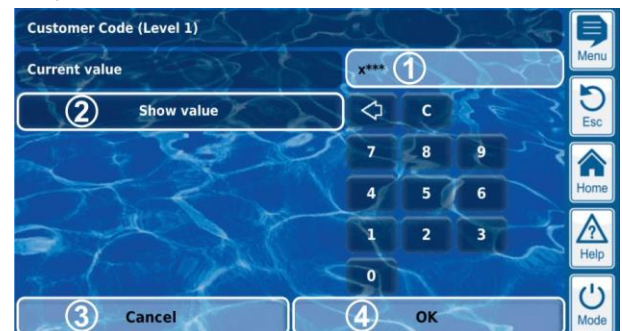 Customer Code (Level 1)
Current value
x*** 1
2 Show value
C
7 8 9
4 5 6
1 2 3
0
3 Cancel
4 OK
Menu
Esc
Home
? Help
Mode